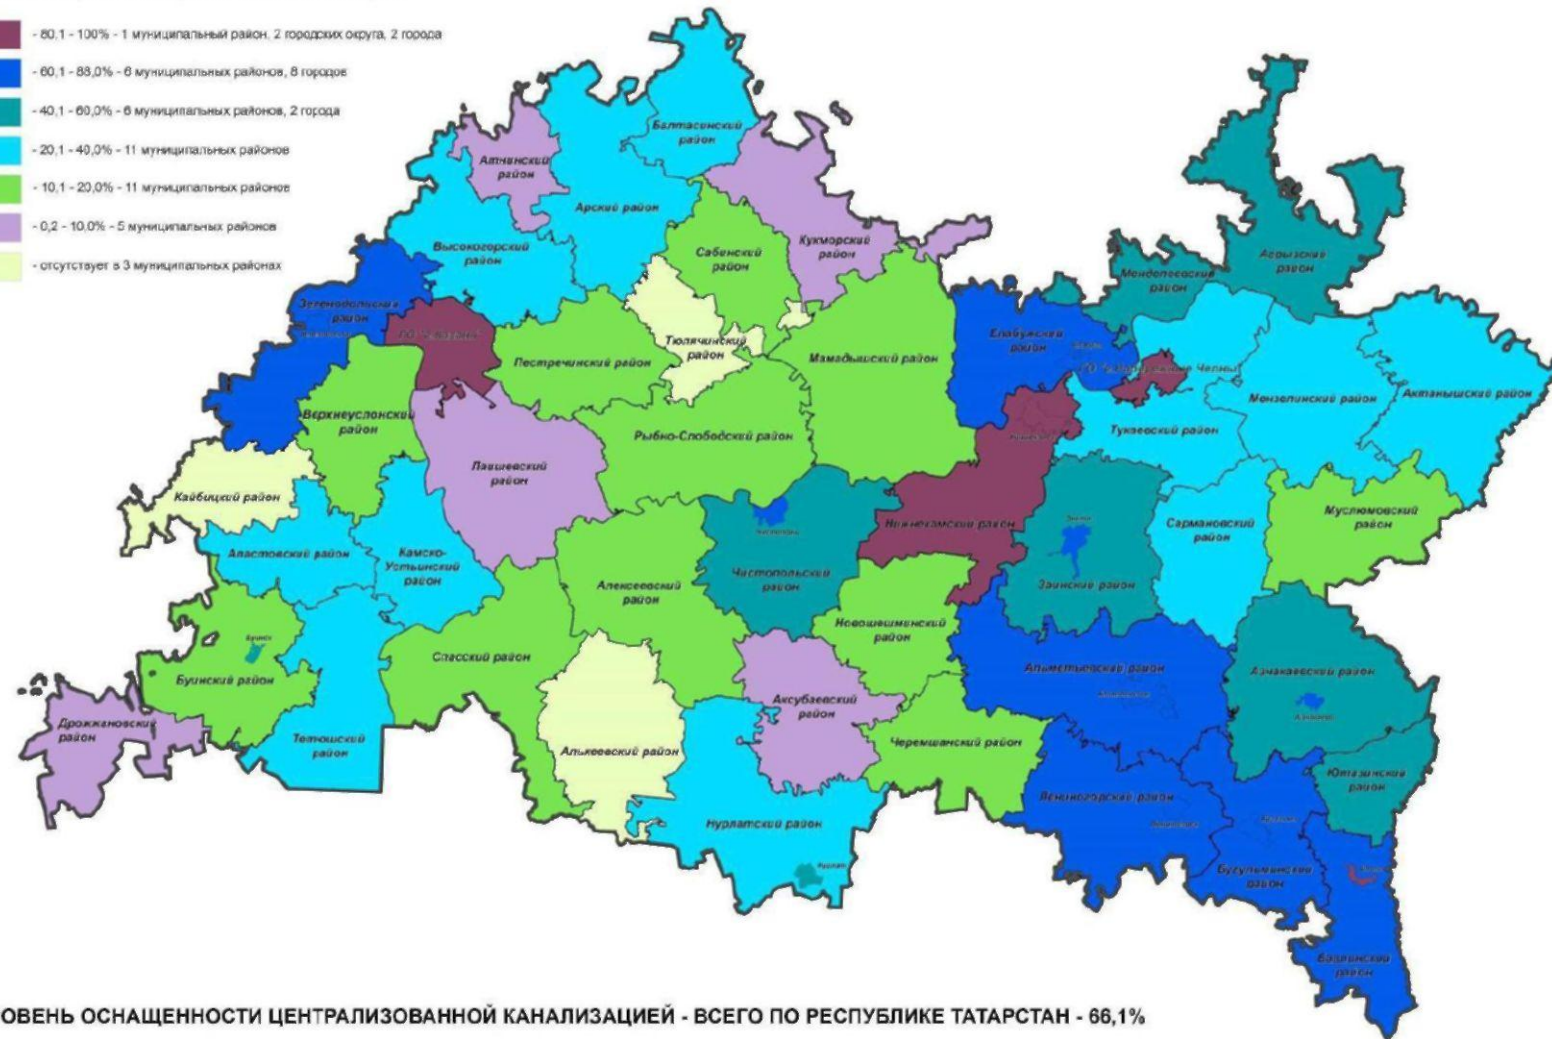 - 80,1 - 100% - 1 муниципальный район, 2 городских округа, 2 города
- 60,1 - 88,0% - 6 муниципальных районов, 8 городов
- 40,1 - 60,0% - 6 муниципальных районов, 2 города
- 20,1 - 40,0% - 11 муниципальных районов
- 10,1 - 20,0% - 11 муниципальных районов
- 0,2 - 10,0% - 5 муниципальных районов
- отсутствует в 3 муниципальных районах
Балтасинский
район
Атнинский
район
Арский район
Высокогорский
район
Сабинский
район
Кукморский
район
Агрызский
район
Менделеевский
район
Зеленодольский
район
Елабужский
район
ГО Набережные Челны
Тюлячинский
район
Пестречинский район
Мамадышский район
Мензелинский район
Актанышский район
Верхнеуслонский
район
Рыбно-Слободский район
Тукаевский район
Лаишевский
район
Кайбицкий район
Нижнекамский район
Сармановский
район
Муслюмовский
район
Апастовский район
Камско-
Устьинский
район
Чистопольский
район
Алексеевский
район
Заинский район
Новошешминский
район
Буинск
Спасский район
Буинский район
Альметьевский район
Азнакаевский район
Аксубаевский
район
Дрожжановский
район
Тетюшский
район
Алькеевский район
Черемшанский район
Ютазинский
район
Лениногорский район
Нурлатский район
Нурлат
Бугульминский
район
Бавлинский
район
ОВЕНЬ ОСНАЩЕННОСТИ ЦЕНТРАЛИЗОВАННОЙ КАНАЛИЗАЦИЕЙ - ВСЕГО ПО РЕСПУБЛИКЕ ТАТАРСТАН - 66,1%